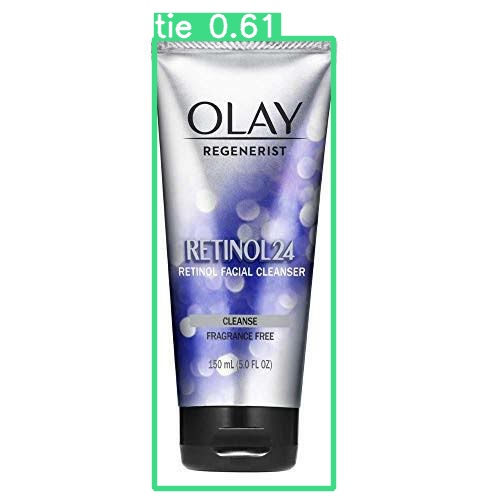 tie 0.61
OLAY
REGENERIST
RETINOL24
RETINOL FACIAL CLEANSER
CLEANSE
FRAGRANCE FREE
150 mL (5.0 FL OZ)